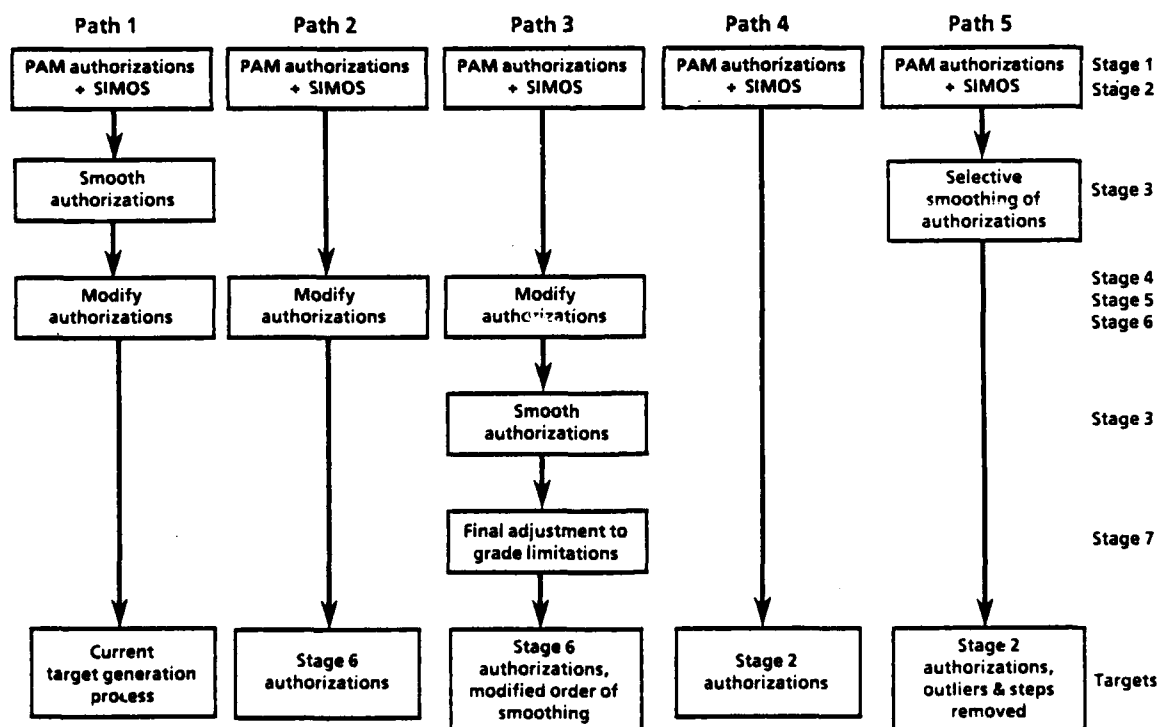 Path 1
Path 2
Path 3
Path 4
Path 5
PAM authorizations
+ SIMOS
PAM authorizations
+ SIMOS
PAM authorizations
+ SIMOS
PAM authorizations
+ SIMOS
PAM authorizations
+ SIMOS
Stage 1
Stage 2
Smooth
authorizations
Selective
smoothing of
authorizations
Stage 3
Modify
authorizations
Modify
authorizations
Modify
authorizations
Stage 4
Stage 5
Stage 6
Smooth
authorizations
Stage 3
Final adjustment to
grade limitations
Stage 7
Current
target generation
process
Stage 6
authorizations
Stage 6
authorizations,
modified order of
smoothing
Stage 2
authorizations
Stage 2
authorizations,
outliers & steps
removed
Targets